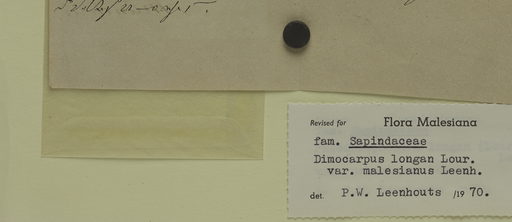 Revised for Flora Malesiana
fam. Sapindaceae
Dimocarpus longan Lour.
var. malesianus Leenh.
det. P.W. Leenhouts /19 70.